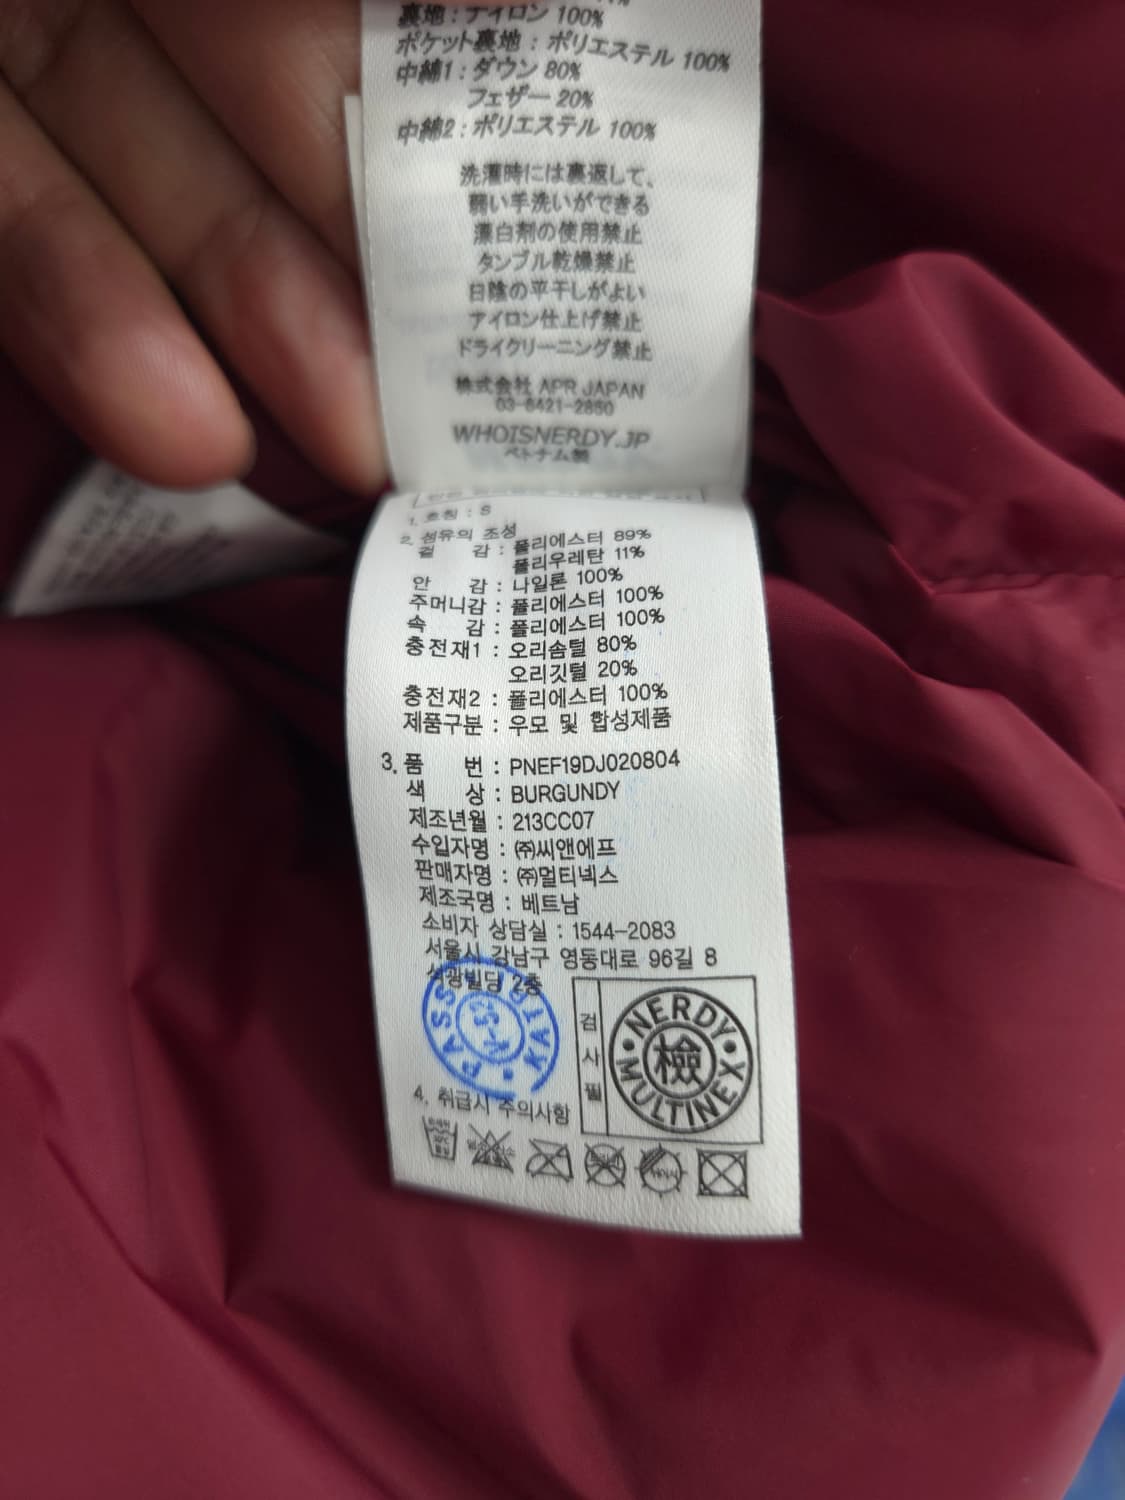 裏地：ナイロン 100%
ポケット裏地：ポリエステル 100%
中綿1：ダウン 80%
フェザー 20%
中綿2：ポリエステル 100%
洗濯時には裏返して、
弱い手洗いができる
漂白剤の使用禁止
タンブル乾燥禁止
日陰の平干しがよい
アイロン仕上げ禁止
ドライクリーニング禁止
株式会社 APR JAPAN
03-6421-2850
WHOISNERDY.JP
ベトナム製
1. 호칭 : S
2. 섬유의 조성
겉 감 : 폴리에스터 89%
폴리우레탄 11%
안 감 : 나일론 100%
주머니감 : 폴리에스터 100%
속 감 : 폴리에스터 100%
충전재1 : 오리솜털 80%
오리깃털 20%
충전재2 : 폴리에스터 100%
제품구분 : 우모 및 합성제품
3. 품 번 : PNEF19DJ020804
색 상 : BURGUNDY
제조년월 : 213CC07
수입자명 : ㈜씨앤에프
판매자명 : ㈜멀티넥스
제조국명 : 베트남
소비자 상담실 : 1544-2083
서울시 강남구 영동대로 96길 8
석광빌딩 2층
PASS KATRI
검사필
NERDY
檢
MULTINEX
4. 취급시 주의사항